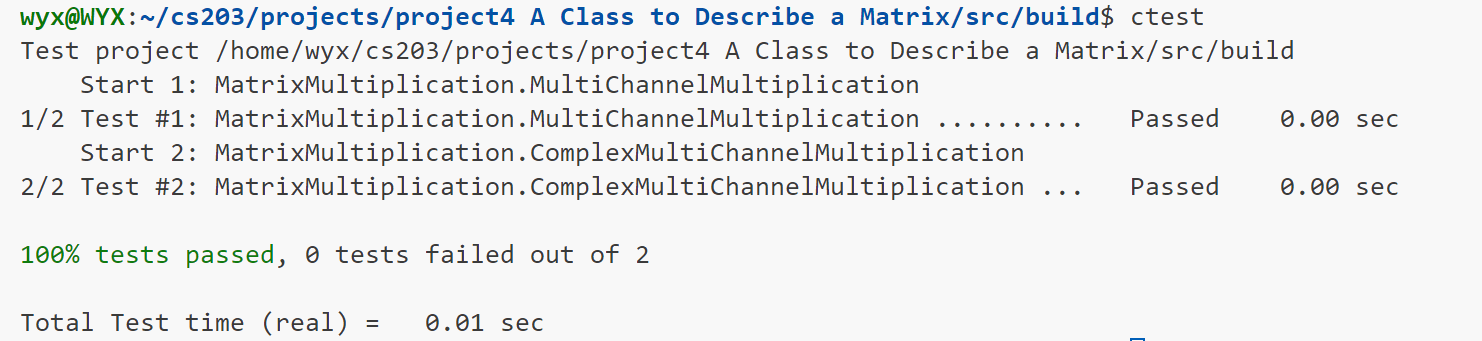 wyx@WYX:~/cs203/projects/project4 A Class to Describe a Matrix/src/build$ ctest
Test project /home/wyx/cs203/projects/project4 A Class to Describe a Matrix/src/build
    Start 1: MatrixMultiplication.MultiChannelMultiplication
1/2 Test #1: MatrixMultiplication.MultiChannelMultiplication ..........   Passed    0.00 sec
    Start 2: MatrixMultiplication.ComplexMultiChannelMultiplication
2/2 Test #2: MatrixMultiplication.ComplexMultiChannelMultiplication ...   Passed    0.00 sec

100% tests passed, 0 tests failed out of 2

Total Test time (real) =   0.01 sec